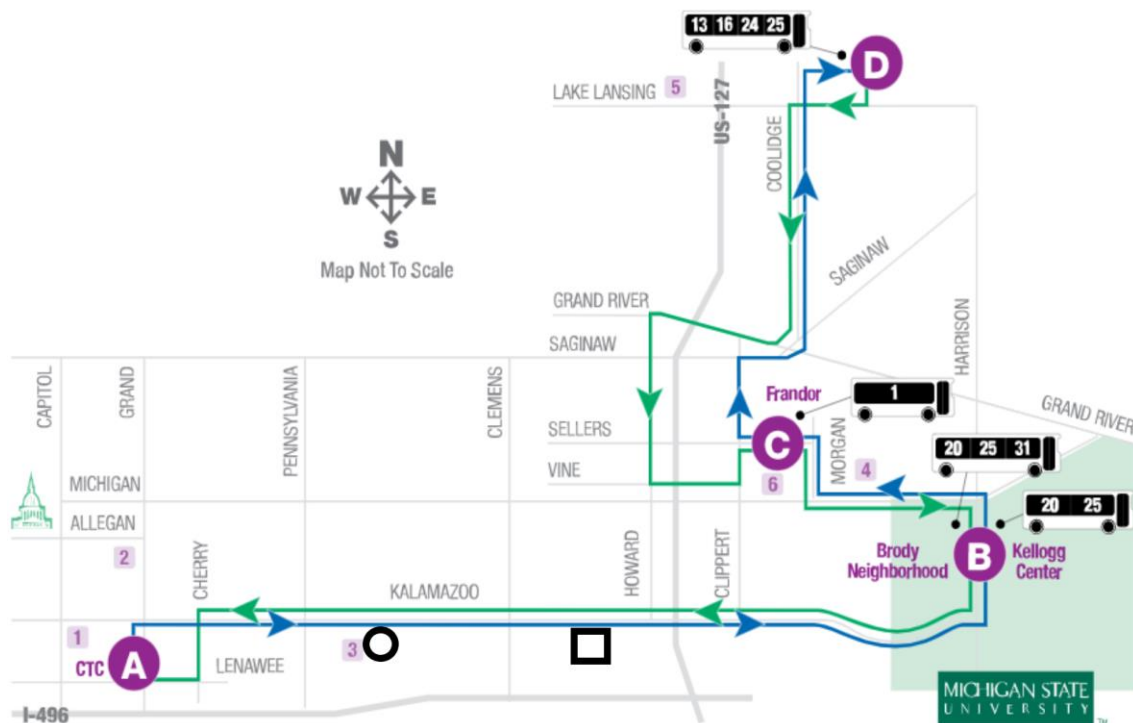 13 16 24 25
D
LAKE LANSING
5
US-127
COOLIDGE
N
W E
S
Map Not To Scale
SAGINAW
GRAND RIVER
SAGINAW
HARRISON
CAPITOL
GRAND
PENNSYLVANIA
CLEMENS
Frandor
1
GRAND RIVER
SELLERS
C
MORGAN
20 25 31
VINE
6
4
MICHIGAN
20 25
ALLEGAN
2
CHERRY
KALAMAZOO
HOWARD
CLIPPERT
Brody
Neighborhood
B
Kellogg
Center
1
3
CTC
A
LENAWEE
I-496
MICHIGAN STATE
UNIVERSITY
TM